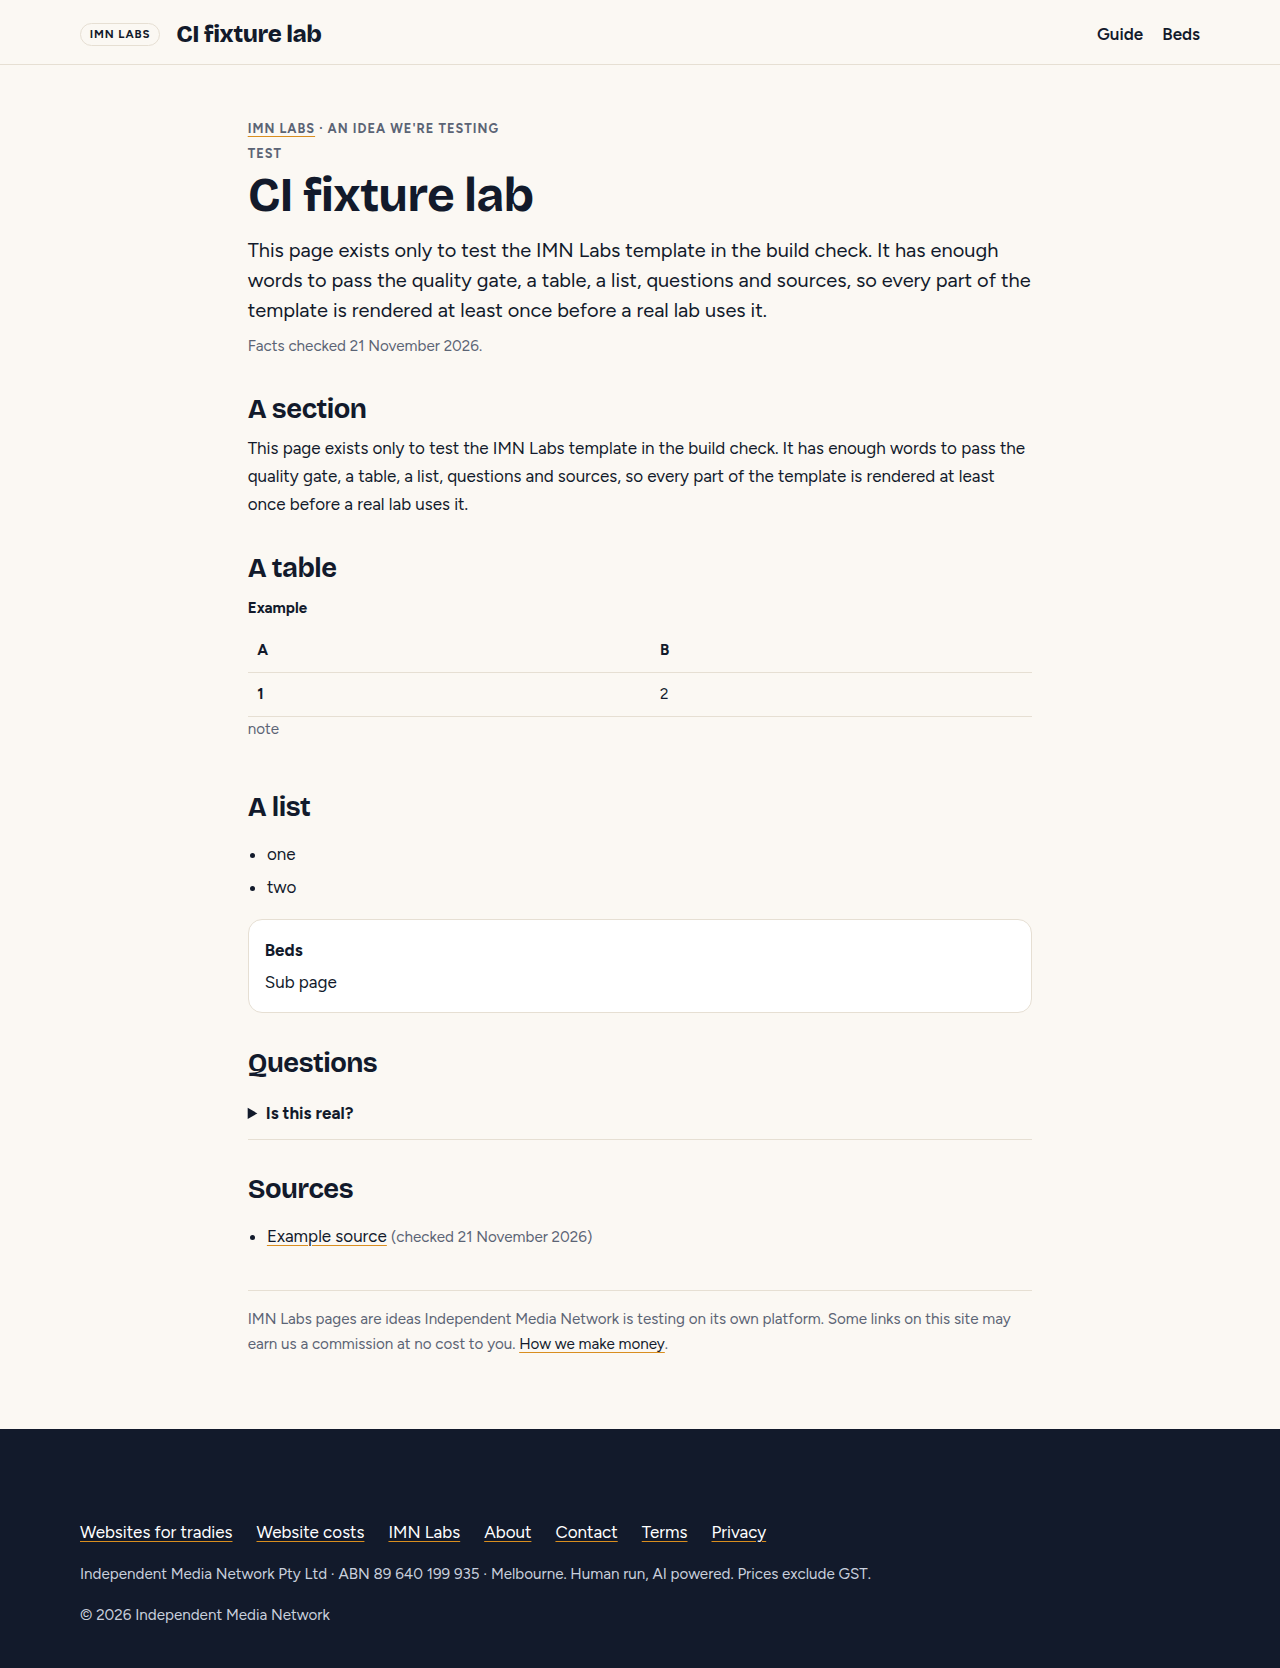 IMN LABS CI fixture lab Guide Beds
IMN LABS · AN IDEA WE'RE TESTING
TEST
CI fixture lab
This page exists only to test the IMN Labs template in the build check. It has enough
words to pass the quality gate, a table, a list, questions and sources, so every part of the
template is rendered at least once before a real lab uses it.
Facts checked 21 November 2026.
A section
This page exists only to test the IMN Labs template in the build check. It has enough words to pass the
quality gate, a table, a list, questions and sources, so every part of the template is rendered at least
once before a real lab uses it.
A table
Example
A B
1 2
note
A list
• one
• two
Beds
Sub page
Questions
▶ Is this real?
Sources
• Example source (checked 21 November 2026)
IMN Labs pages are ideas Independent Media Network is testing on its own platform. Some links on this site may
earn us a commission at no cost to you. How we make money.
Websites for tradies Website costs IMN Labs About Contact Terms Privacy
Independent Media Network Pty Ltd · ABN 89 640 199 935 · Melbourne. Human run, AI powered. Prices exclude GST.
© 2026 Independent Media Network